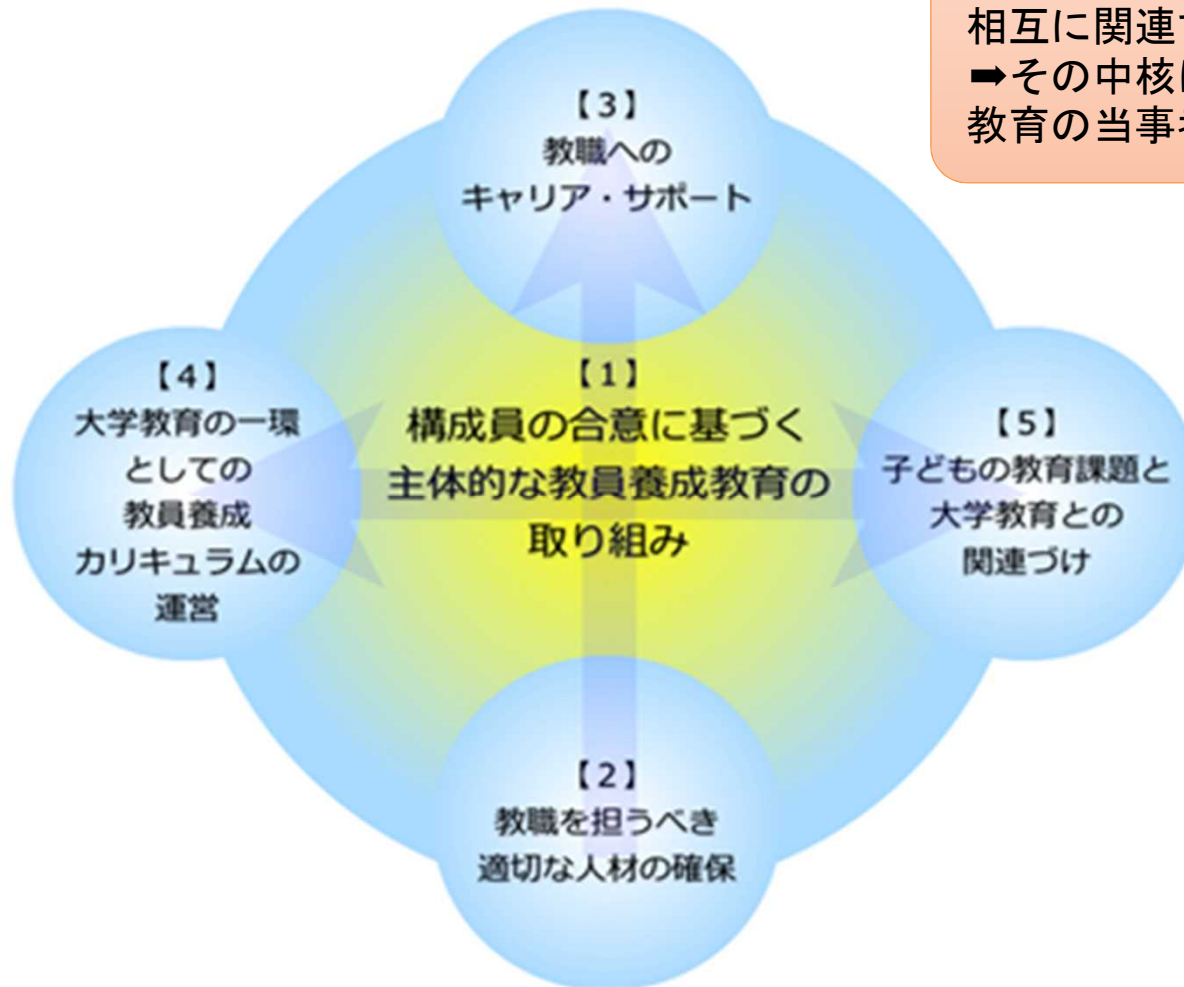 相互に関連
➡その中核
教育の当事
【3】
教職への
キャリア・サポート
【1】
構成員の合意に基づく
主体的な教員養成教育の
取り組み
【4】
大学教育の一環
としての
教員養成
カリキュラムの
運営
【5】
子どもの教育課題と
大学教育との
関連づけ
【2】
教職を担うべき
適切な人材の確保